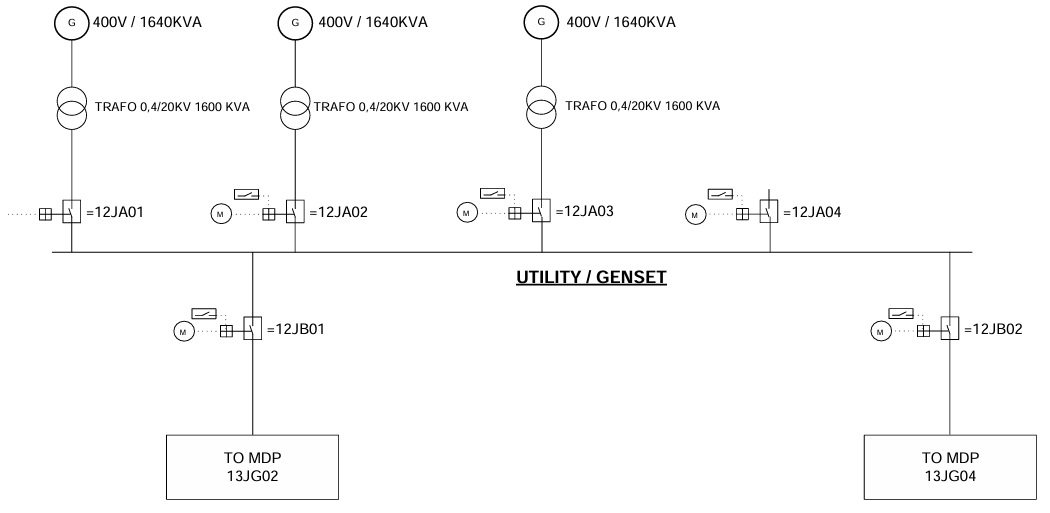 G 400V / 1640KVA
G 400V / 1640KVA
G 400V / 1640KVA
TRAFO 0,4/20KV 1600 KVA
TRAFO 0,4/20KV 1600 KVA
TRAFO 0,4/20KV 1600 KVA
=12JA01
M =12JA02
M =12JA03
M =12JA04
UTILITY / GENSET
M =12JB01
M =12JB02
TO MDP
13JG02
TO MDP
13JG04